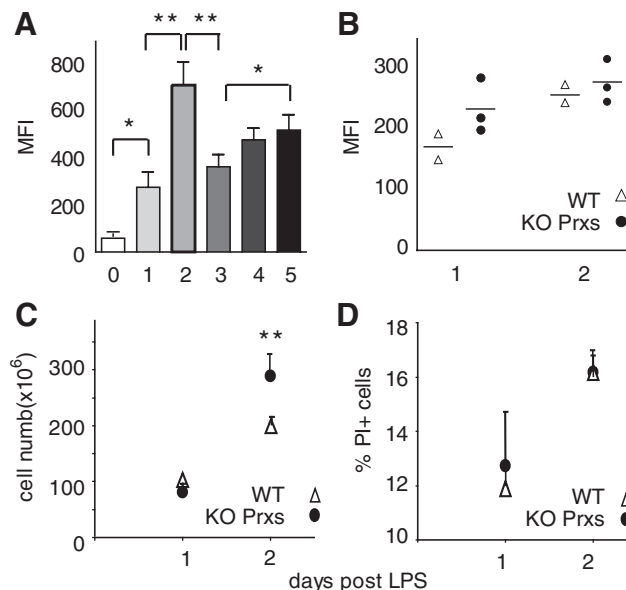 A
MFI
800
600
400
200
0
* ** ** *
0 1 2 3 4 5
B
MFI
300
200
100
0
WT
KO Prxs
1 2
C
cell numb(x10⁶)
300
200
100
0
**
WT
KO Prxs
1 2
D
% PI+ cells
18
16
14
12
10
WT
KO Prxs
1 2
days post LPS